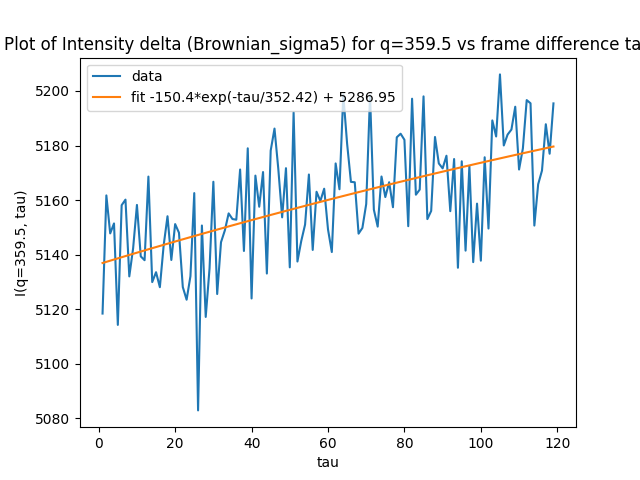 Plot of Intensity delta (Brownian_sigma5) for q=359.5 vs frame difference ta
data
fit -150.4*exp(-tau/352.42) + 5286.95
5200
5180
5160
5140
5120
5100
5080
I(q=359.5, tau)
0 20 40 60 80 100 120
tau